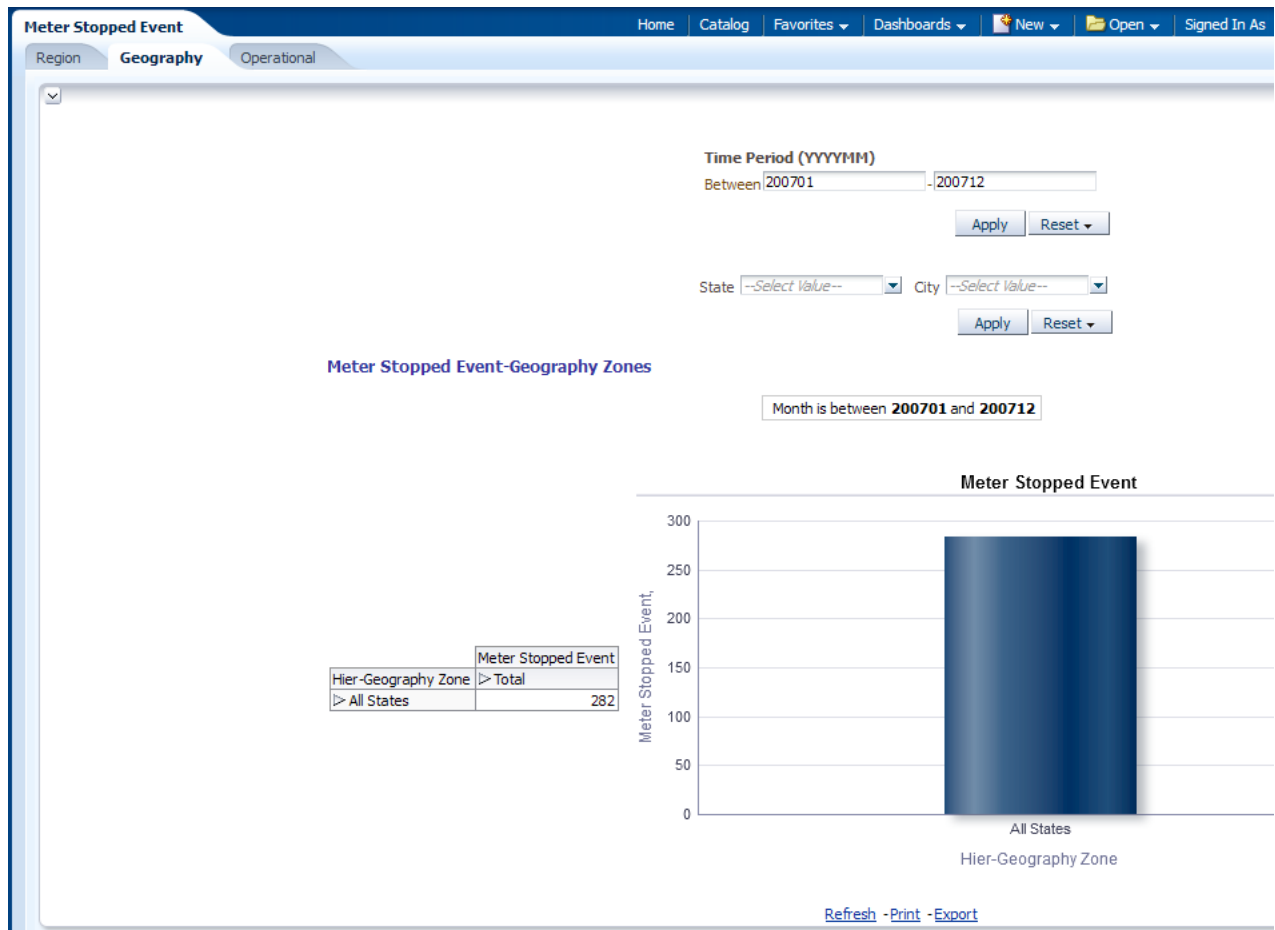 Meter Stopped Event
Home Catalog Favorites Dashboards New Open Signed In As
Region Geography Operational
Time Period (YYYYMM)
Between 200701 - 200712
Apply Reset
State --Select Value-- City --Select Value--
Apply Reset
Meter Stopped Event-Geography Zones
Month is between 200701 and 200712
Meter Stopped Event
Hier-Geography Zone Total
All States 282
Meter Stopped Event
Meter Stopped Event,
300
250
200
150
100
50
0
All States
Hier-Geography Zone
Refresh - Print - Export